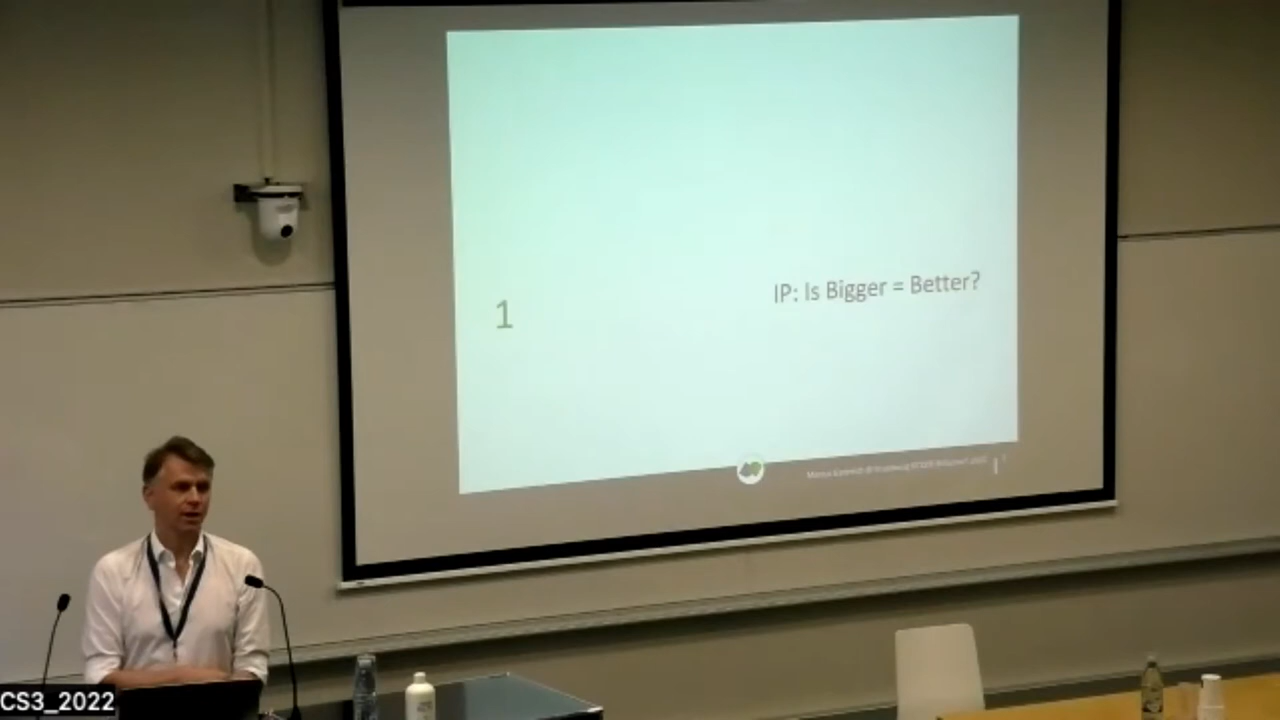 IP: Is Bigger = Better?
1
CS3_2022